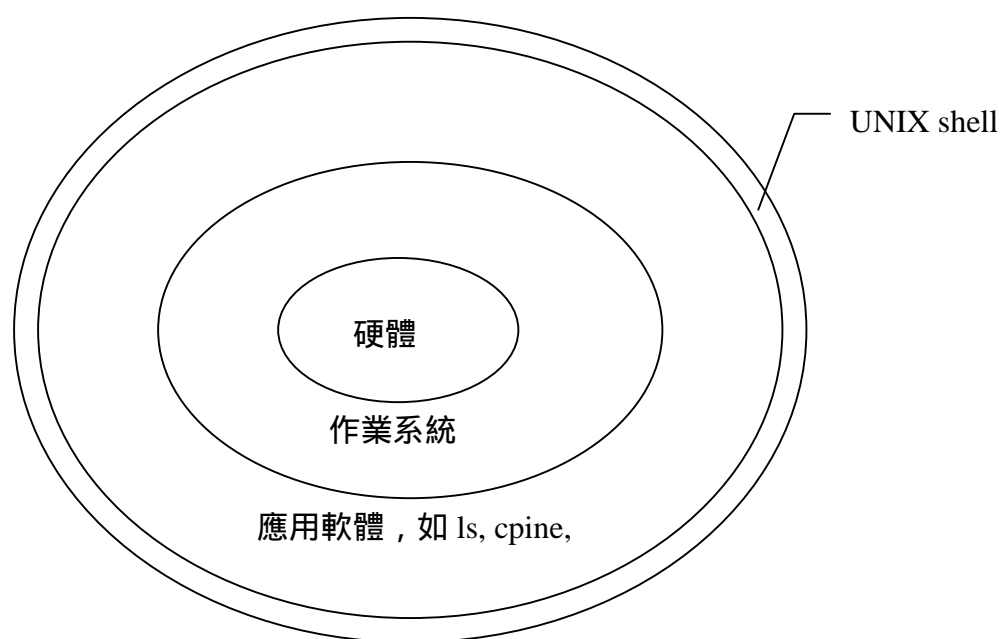 UNIX shell
硬體
作業系統
應用軟體，如 ls, cpine,